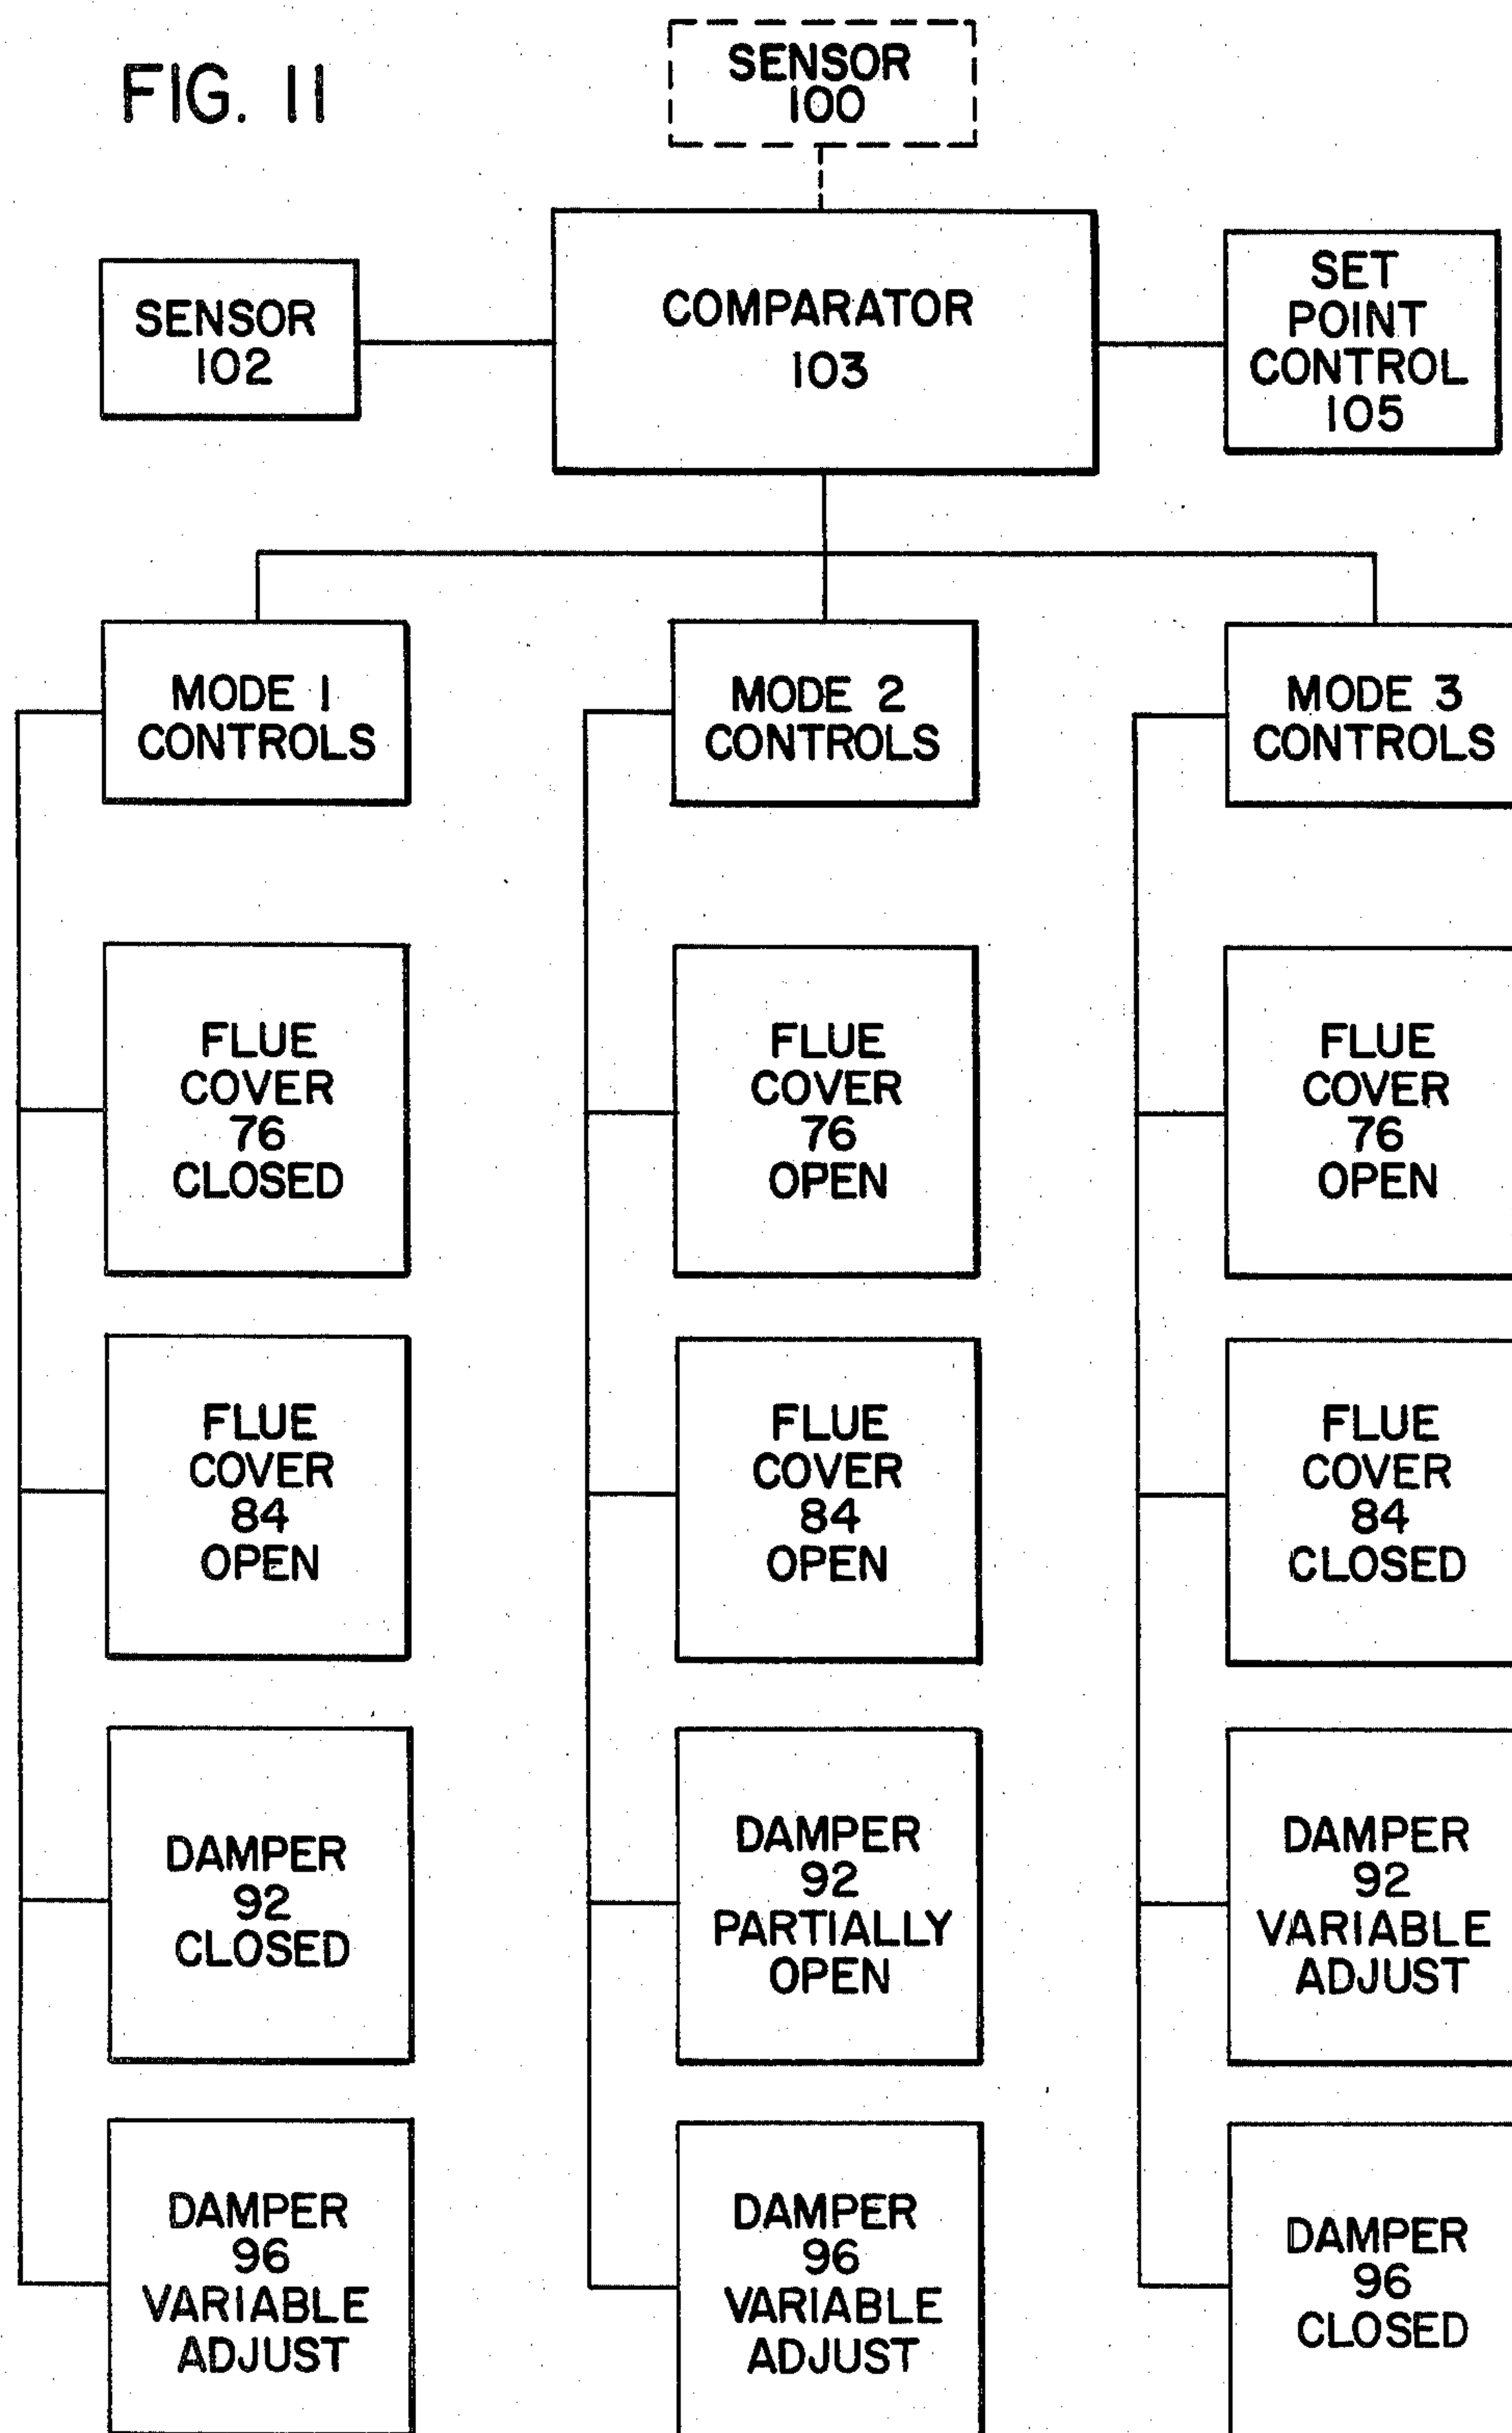 FIG. 11
SENSOR
100
SENSOR
102
COMPARATOR
103
SET
POINT
CONTROL
105
MODE 1
CONTROLS
MODE 2
CONTROLS
MODE 3
CONTROLS
FLUE
COVER
76
CLOSED
FLUE
COVER
76
OPEN
FLUE
COVER
76
OPEN
FLUE
COVER
84
OPEN
FLUE
COVER
84
OPEN
FLUE
COVER
84
CLOSED
DAMPER
92
CLOSED
DAMPER
92
PARTIALLY
OPEN
DAMPER
92
VARIABLE
ADJUST
DAMPER
96
VARIABLE
ADJUST
DAMPER
96
VARIABLE
ADJUST
DAMPER
96
CLOSED